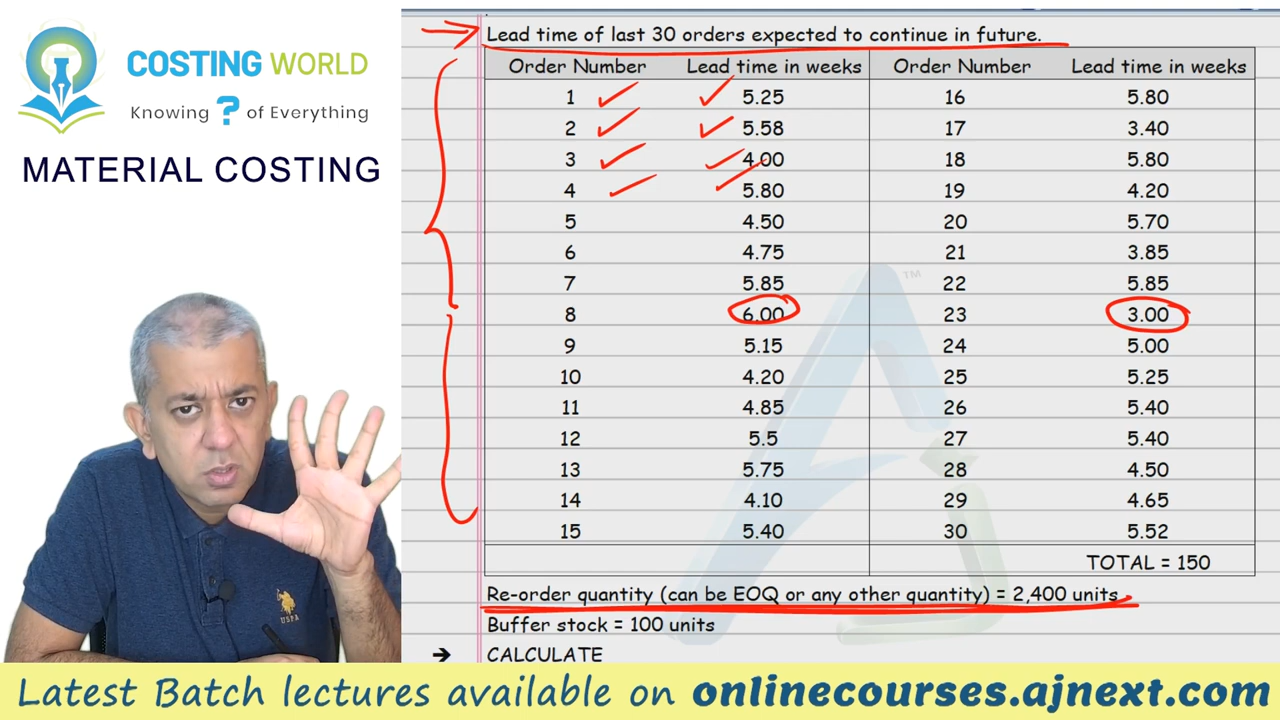 COSTING WORLD
Knowing ? of Everything
MATERIAL COSTING
Lead time of last 30 orders expected to continue in future.
Order Number Lead time in weeks Order Number Lead time in weeks
1 5.25 16 5.80
2 5.58 17 3.40
3 4.00 18 5.80
4 5.80 19 4.20
5 4.50 20 5.70
6 4.75 21 3.85
7 5.85 22 5.85
8 6.00 23 3.00
9 5.15 24 5.00
10 4.20 25 5.25
11 4.85 26 5.40
12 5.5 27 5.40
13 5.75 28 4.50
14 4.10 29 4.65
15 5.40 30 5.52
TOTAL = 150
Re-order quantity (can be EOQ or any other quantity) = 2,400 units
Buffer stock = 100 units
→ CALCULATE
TM
USPA
Latest Batch lectures available on onlinecourses.ajnext.com